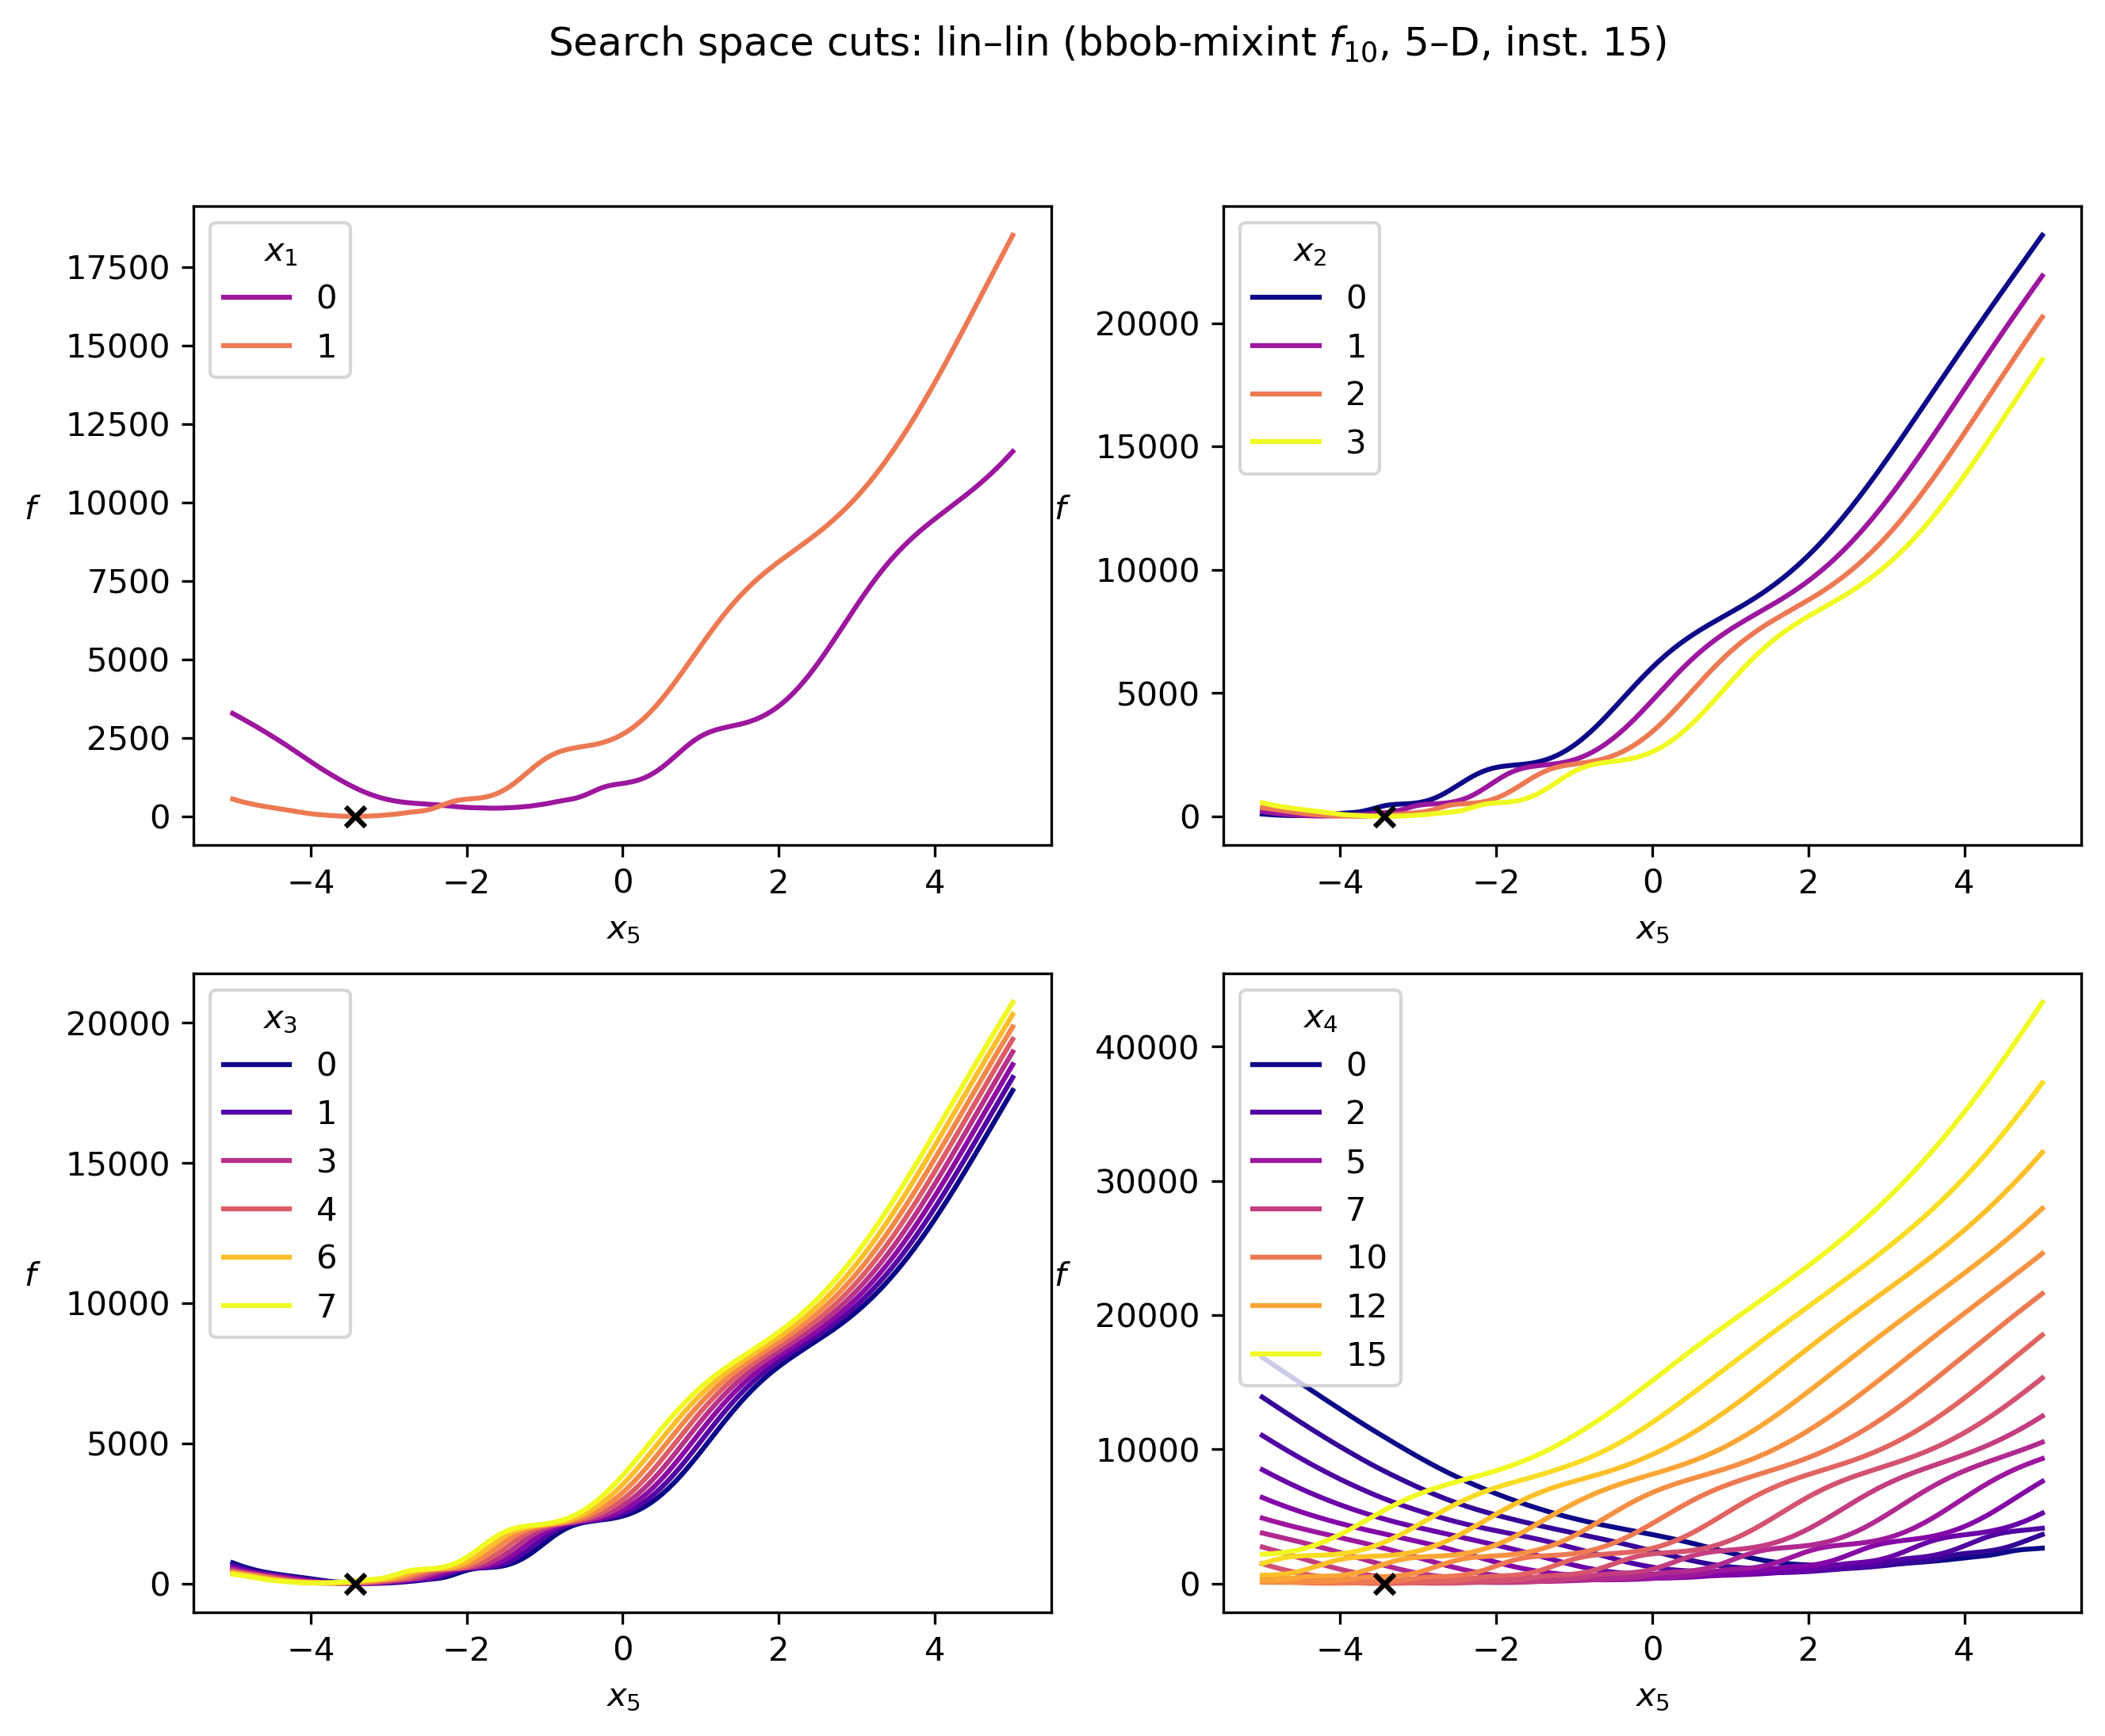 Search space cuts: lin–lin (bbob-mixint f10, 5–D, inst. 15)
x1
0
1
17500
15000
12500
10000
7500
5000
2500
0
f
−4 −2 0 2 4
x5
x2
0
1
2
3
20000
15000
10000
5000
0
f
−4 −2 0 2 4
x5
x3
0
1
3
4
6
7
20000
15000
10000
5000
0
f
−4 −2 0 2 4
x5
x4
0
2
5
7
10
12
15
40000
30000
20000
10000
0
f
−4 −2 0 2 4
x5